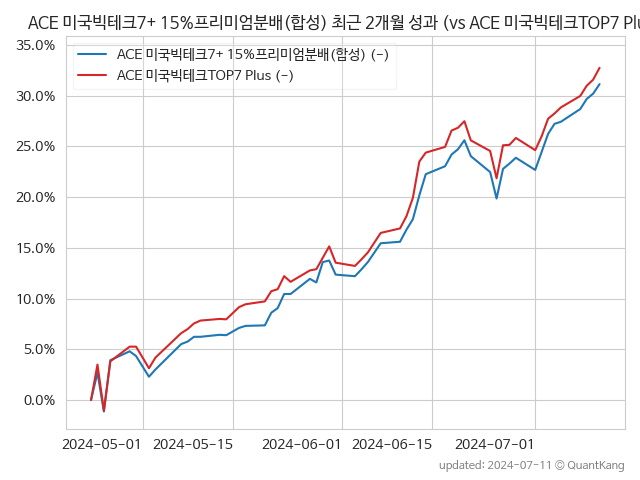 ACE 미국빅테크7+ 15%프리미엄분배(합성) 최근 2개월 성과 (vs ACE 미국빅테크TOP7 Plu
35.0%
ACE 미국빅테크7+ 15%프리미엄분배(합성) (-)
ACE 미국빅테크TOP7 Plus (-)
30.0%
25.0%
20.0%
15.0%
10.0%
5.0%
0.0%
2024-05-01 2024-05-15 2024-06-01 2024-06-15 2024-07-01
updated: 2024-07-11 © QuantKang